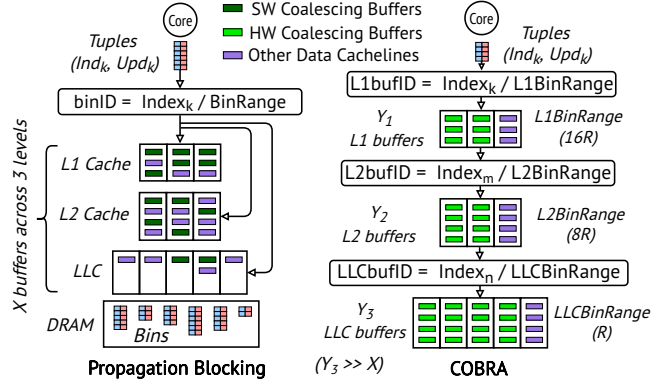 Core
Tuples
(Ind_k, Upd_k)
binID = Index_k / BinRange
X buffers across 3 levels
L1 Cache
L2 Cache
LLC
DRAM
Bins
Propagation Blocking
SW Coalescing Buffers
HW Coalescing Buffers
Other Data Cachelines
Core
Tuples
(Ind_k, Upd_k)
L1bufID = Index_k / L1BinRange
Y_1
L1 buffers
L1BinRange
(16R)
L2bufID = Index_m / L2BinRange
Y_2
L2 buffers
L2BinRange
(8R)
LLCbufID = Index_n / LLCBinRange
Y_3
LLC buffers
LLCBinRange
(R)
(Y_3 >> X)
COBRA